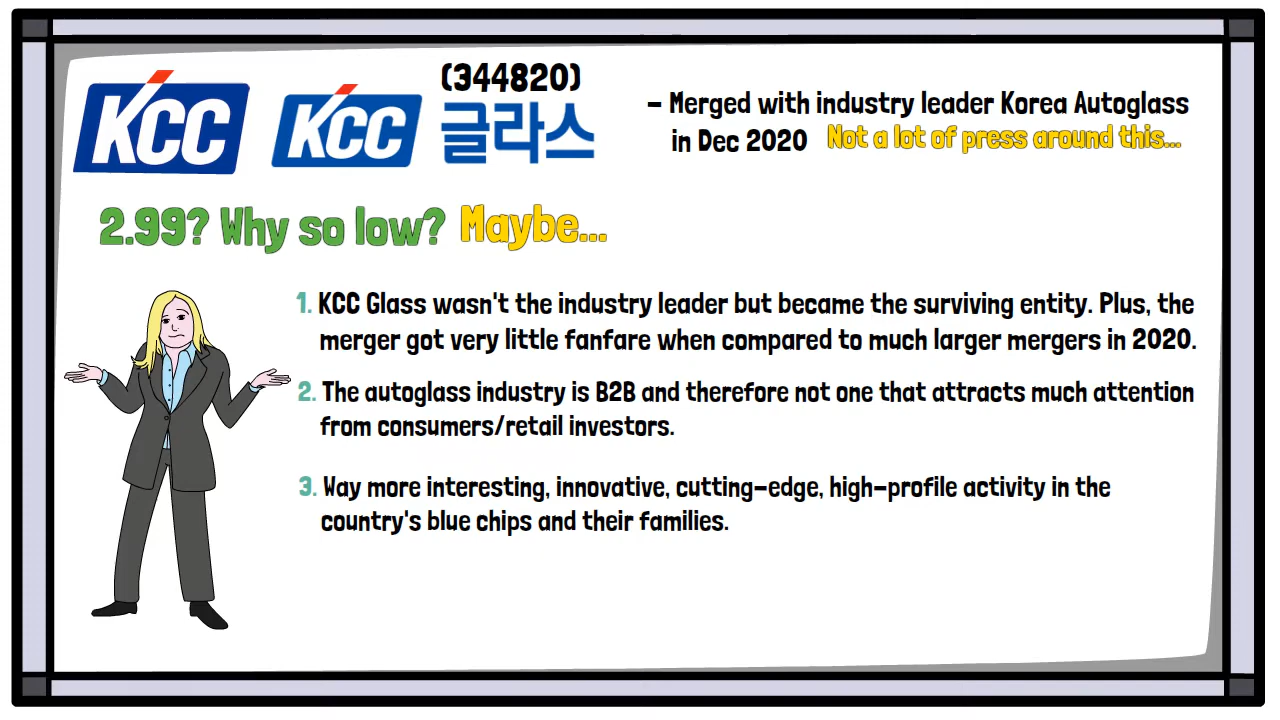 KCC
KCC
(344820)
글라스
- Merged with industry leader Korea Autoglass
in Dec 2020 Not a lot of press around this...
2.99? Why so low? Maybe...
1. KCC Glass wasn't the industry leader but became the surviving entity. Plus, the
merger got very little fanfare when compared to much larger mergers in 2020.
2. The autoglass industry is B2B and therefore not one that attracts much attention
from consumers/retail investors.
3. Way more interesting, innovative, cutting-edge, high-profile activity in the
country's blue chips and their families.